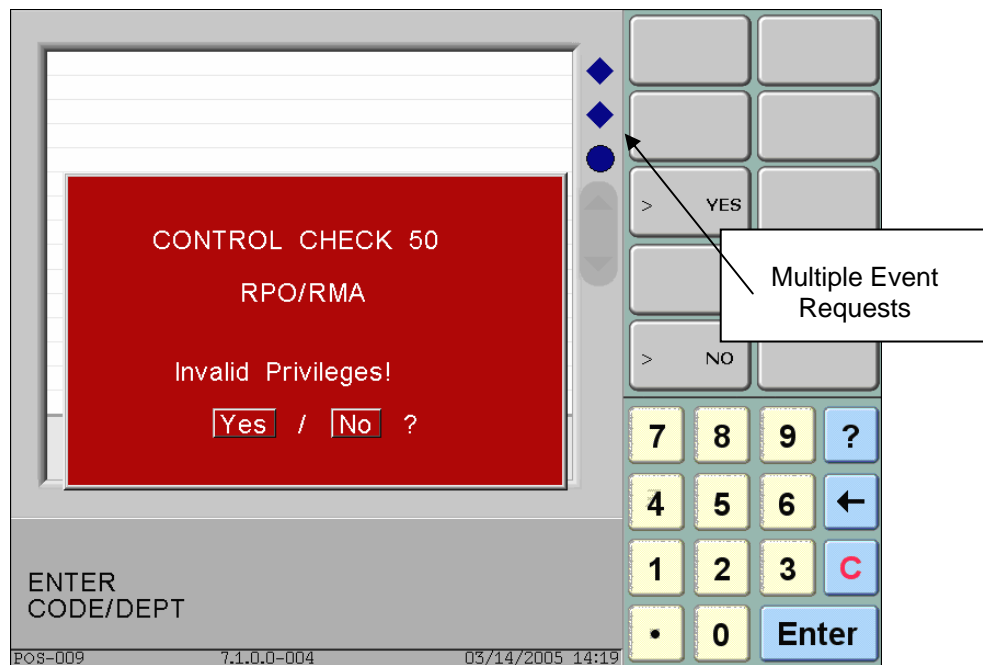 CONTROL CHECK 50
RPO/RMA
Invalid Privileges!
Yes / No ?
ENTER
CODE/DEPT
POS-009 7.1.0.0-004 03/14/2005 14:19
> YES
> NO
Multiple Event
Requests
7 8 9 ?
4 5 6 ←
1 2 3 C
• 0 Enter